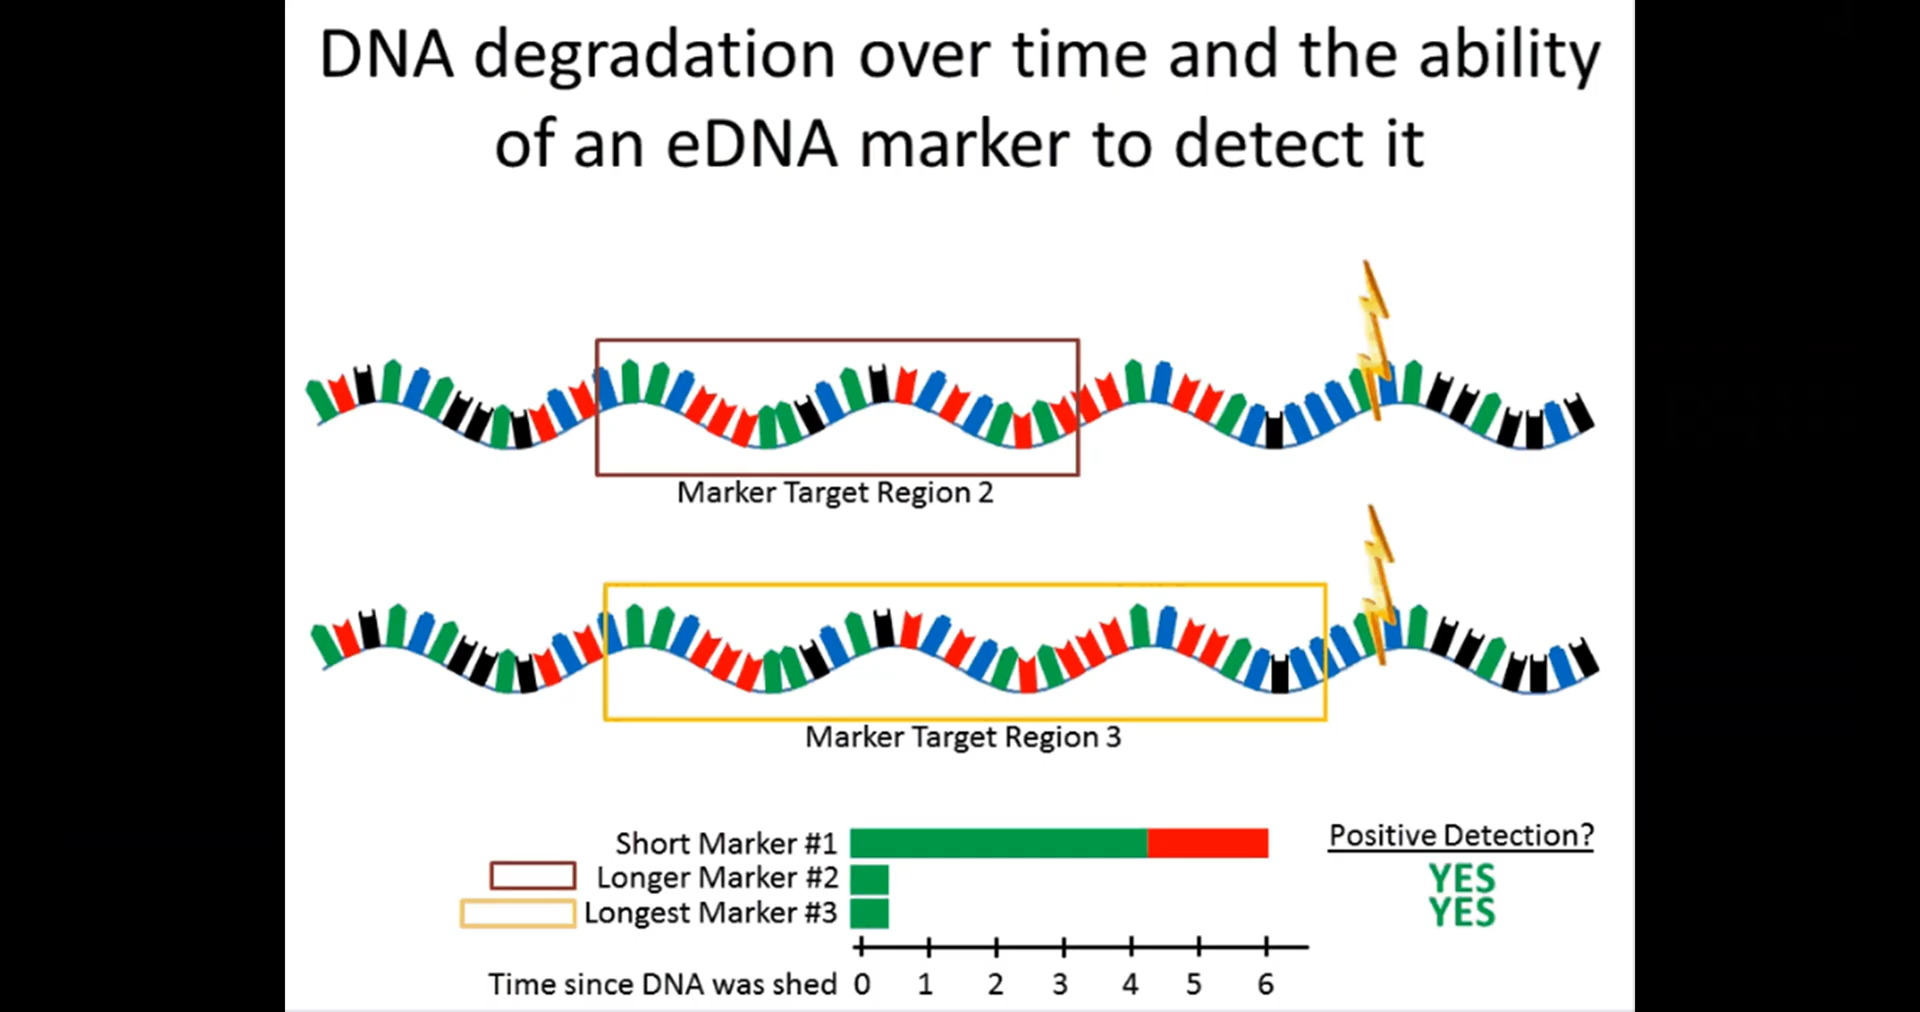 DNA degradation over time and the ability
of an eDNA marker to detect it
Marker Target Region 2
Marker Target Region 3
Short Marker #1
Positive Detection?
Longer Marker #2
YES
Longest Marker #3
YES
Time since DNA was shed 0 1 2 3 4 5 6